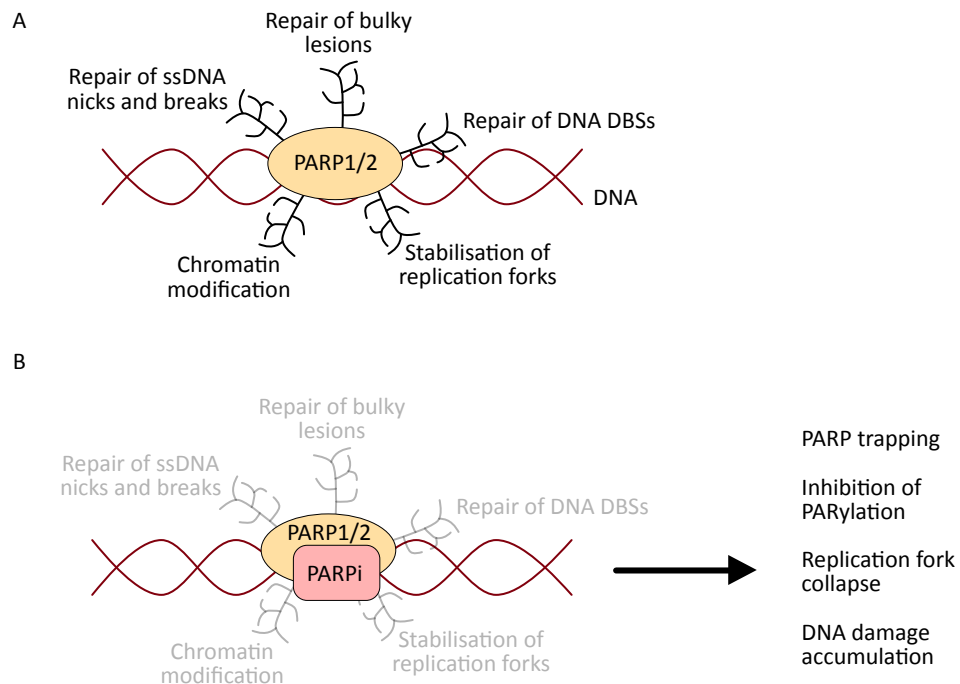 A
Repair of bulky
lesions
Repair of ssDNA
nicks and breaks
Repair of DNA DBSs
PARP1/2
DNA
Chromatin
modification
Stabilisation of
replication forks
B
Repair of bulky
lesions
Repair of ssDNA
nicks and breaks
Repair of DNA DBSs
PARP1/2
PARPi
Chromatin
modification
Stabilisation of
replication forks
PARP trapping
Inhibition of
PARylation
Replication fork
collapse
DNA damage
accumulation